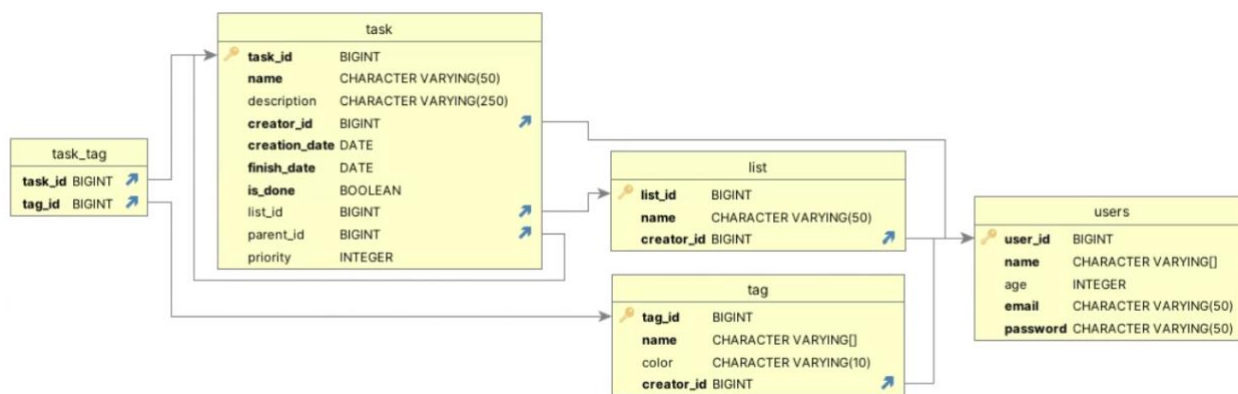 task
task_id BIGINT
name CHARACTER VARYING(50)
description CHARACTER VARYING(250)
creator_id BIGINT
creation_date DATE
finish_date DATE
is_done BOOLEAN
list_id BIGINT
parent_id BIGINT
priority INTEGER
task_tag
task_id BIGINT
tag_id BIGINT
list
list_id BIGINT
name CHARACTER VARYING(50)
creator_id BIGINT
tag
tag_id BIGINT
name CHARACTER VARYING[]
color CHARACTER VARYING(10)
creator_id BIGINT
users
user_id BIGINT
name CHARACTER VARYING[]
age INTEGER
email CHARACTER VARYING(50)
password CHARACTER VARYING(50)